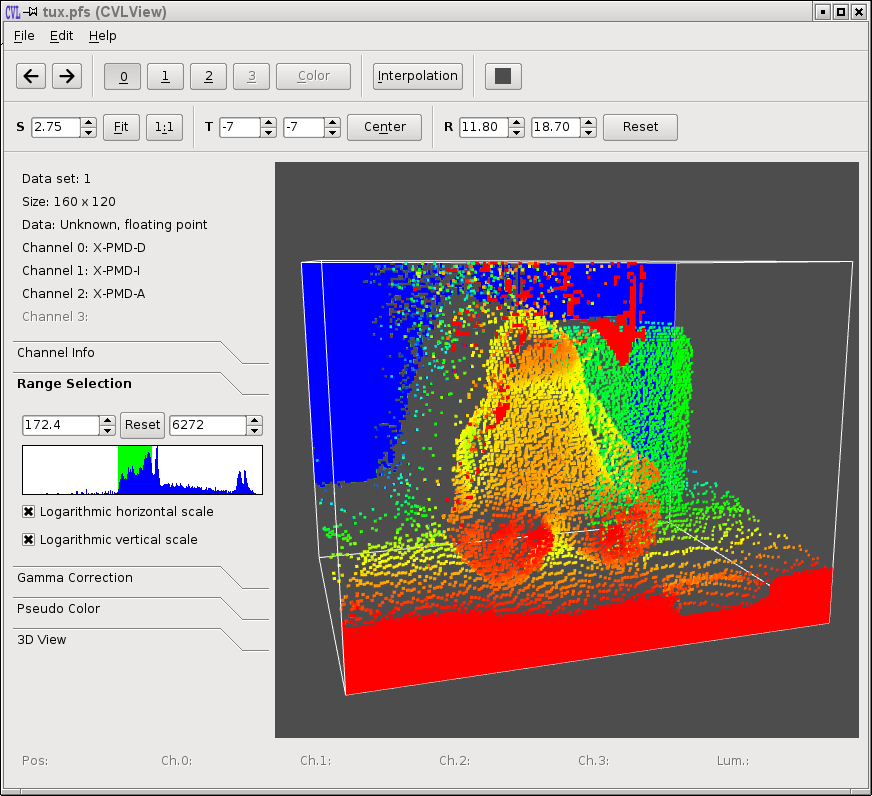 CVL tux.pfs (CVLView)
File Edit Help
0 1 2 3 Color Interpolation
S 2.75 Fit 1:1 T -7 -7 Center R 11.80 18.70 Reset
Data set: 1
Size: 160 x 120
Data: Unknown, floating point
Channel 0: X-PMD-D
Channel 1: X-PMD-I
Channel 2: X-PMD-A
Channel 3:
Channel Info
Range Selection
172.4 Reset 6272
Logarithmic horizontal scale
Logarithmic vertical scale
Gamma Correction
Pseudo Color
3D View
Pos: Ch.0: Ch.1: Ch.2: Ch.3: Lum.: